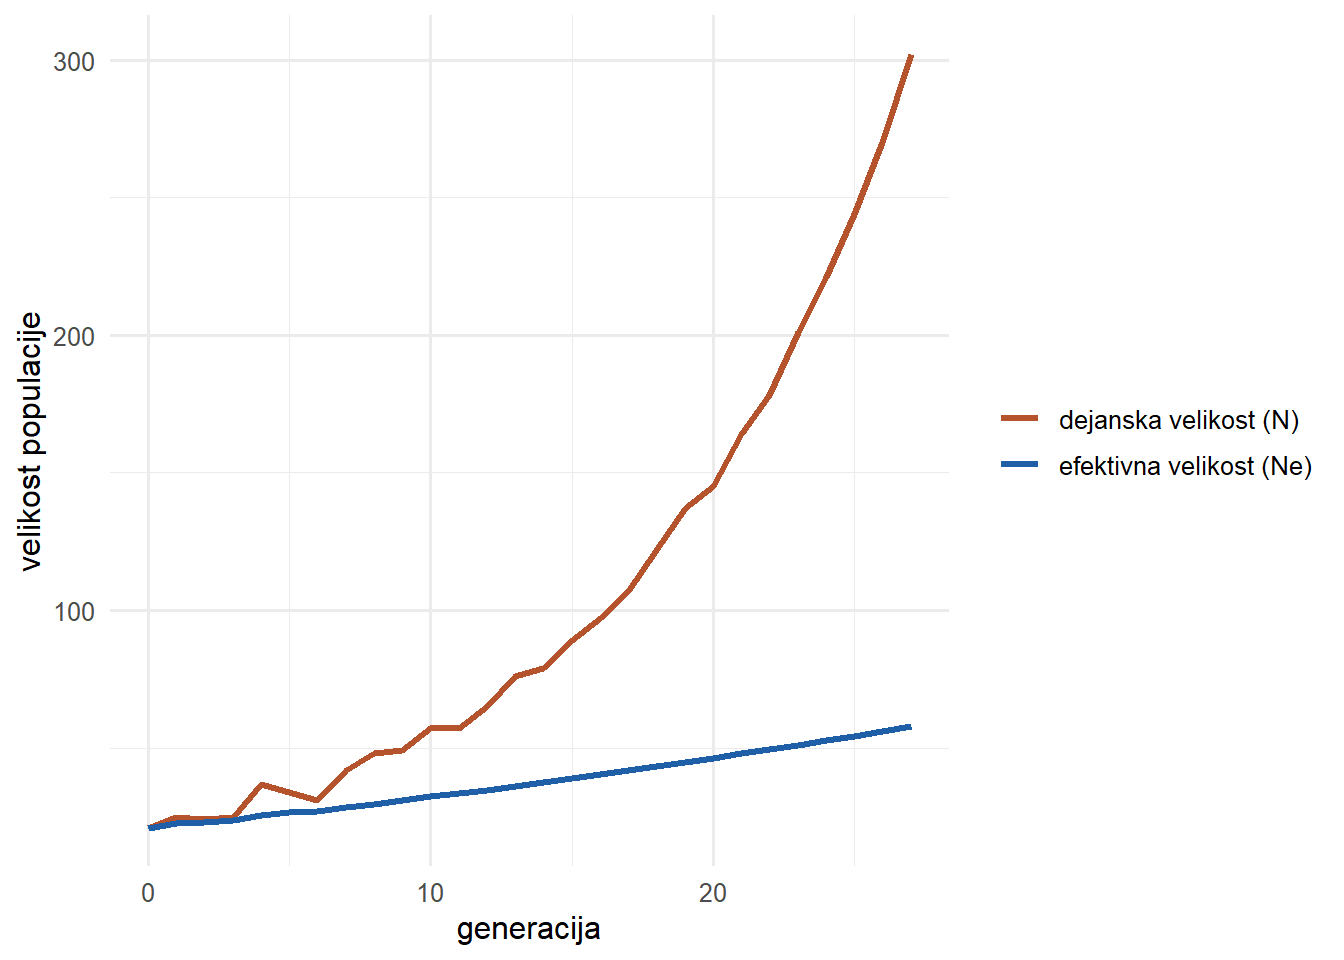 300
200
100
velikost populacije
0 10 20
generacija
dejanska velikost (N)
efektivna velikost (Ne)